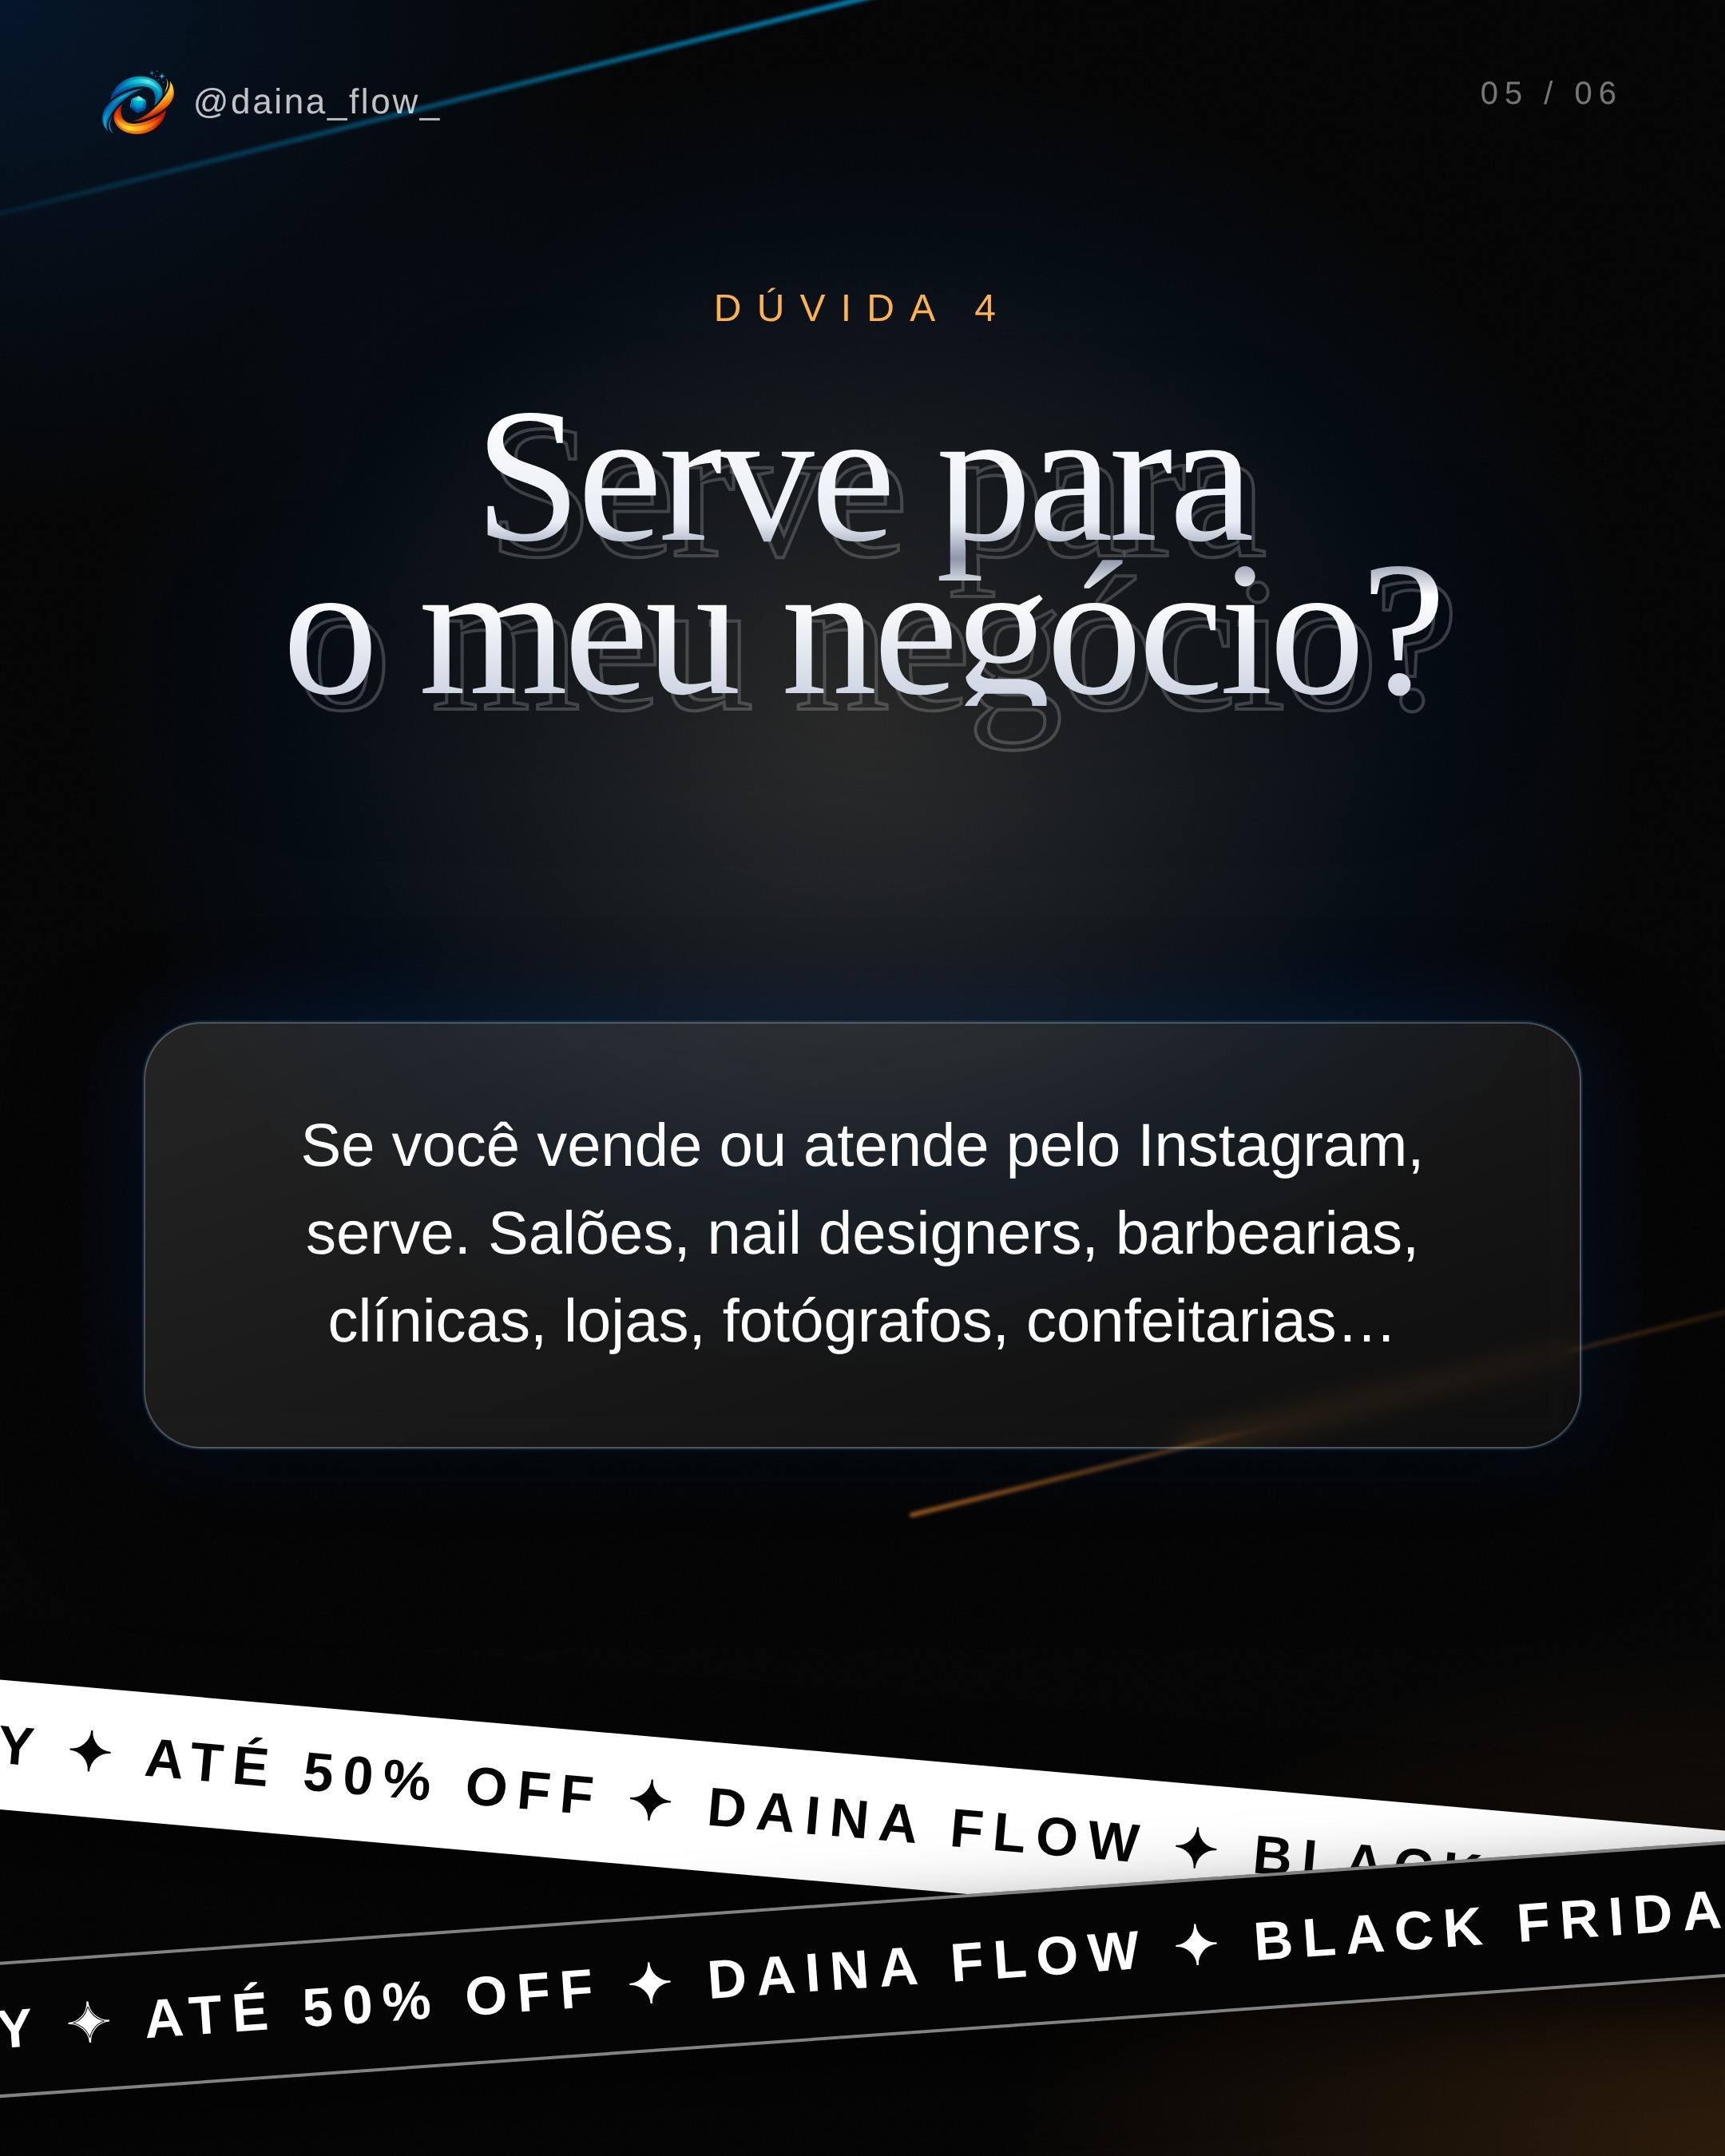 @daina_flow_
05 / 06
DÚVIDA 4
Serve para
o meu negócio?
Se você vende ou atende pelo Instagram,
serve. Salões, nail designers, barbearias,
clínicas, lojas, fotógrafos, confeitarias…
Y ✦ ATÉ 50% OFF ✦ DAINA FLOW ✦ BLACK
Y ✦ ATÉ 50% OFF ✦ DAINA FLOW ✦ BLACK FRIDA